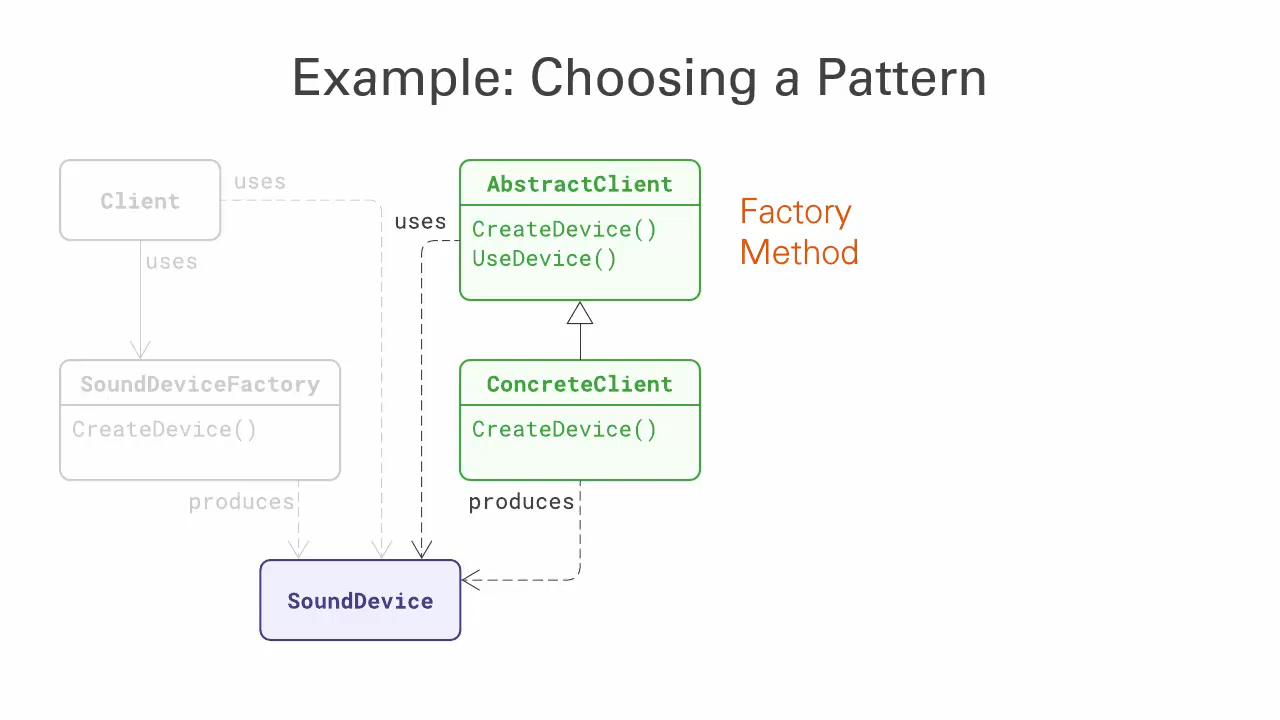 Example: Choosing a Pattern
Client
uses
uses
SoundDeviceFactory
CreateDevice()
produces
uses
AbstractClient
CreateDevice()
UseDevice()
Factory
Method
ConcreteClient
CreateDevice()
produces
SoundDevice